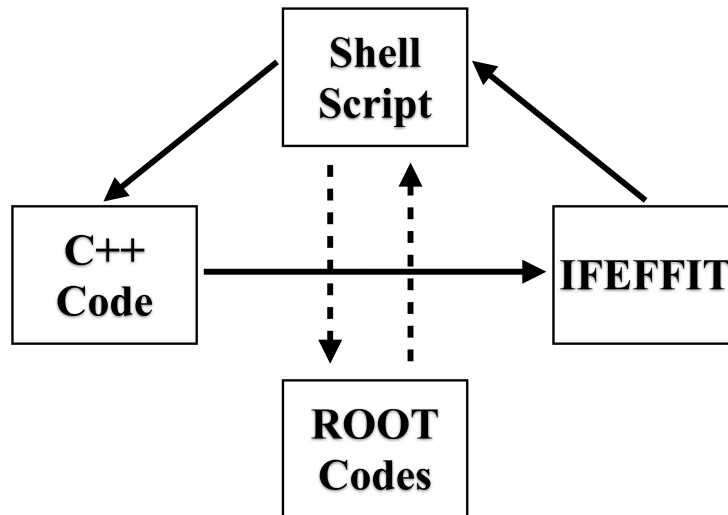 Shell
Script
C++
Code
IFEFFIT
ROOT
Codes